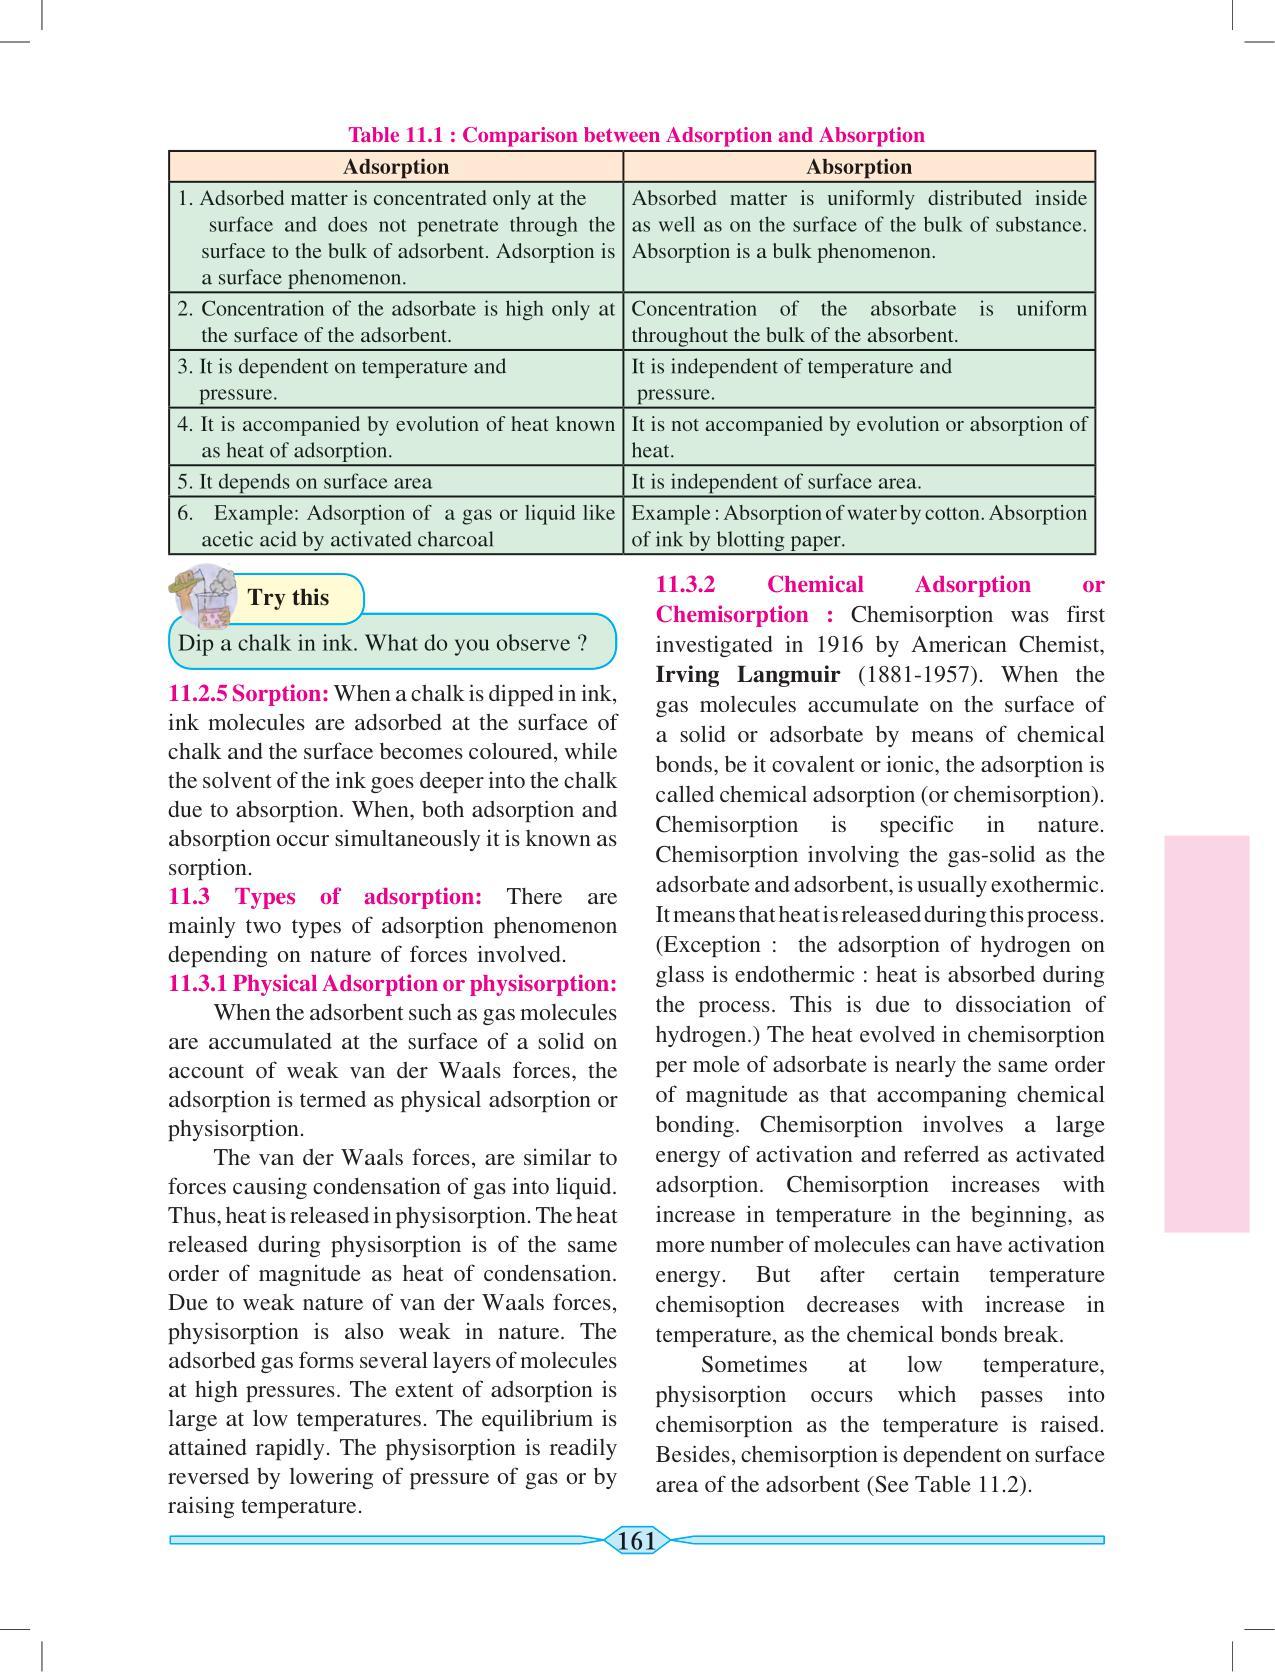 Table 11.1 : Comparison between Adsorption and Absorption
Adsorption
Absorption
1. Adsorbed matter is concentrated only at the
surface and does not penetrate through the
surface to the bulk of adsorbent. Adsorption is
a surface phenomenon.
Absorbed matter is uniformly distributed inside
as well as on the surface of the bulk of substance.
Absorption is a bulk phenomenon.
2. Concentration of the adsorbate is high only at
the surface of the adsorbent.
Concentration of the absorbate is uniform
throughout the bulk of the absorbent.
3. It is dependent on temperature and
pressure.
It is independent of temperature and
pressure.
4. It is accompanied by evolution of heat known
as heat of adsorption.
It is not accompanied by evolution or absorption of
heat.
5. It depends on surface area
It is independent of surface area.
6. Example: Adsorption of a gas or liquid like
acetic acid by activated charcoal
Example : Absorption of water by cotton. Absorption
of ink by blotting paper.
Try this
Dip a chalk in ink. What do you observe ?
11.2.5 Sorption: When a chalk is dipped in ink,
ink molecules are adsorbed at the surface of
chalk and the surface becomes coloured, while
the solvent of the ink goes deeper into the chalk
due to absorption. When, both adsorption and
absorption occur simultaneously it is known as
sorption.
11.3 Types of adsorption: There are
mainly two types of adsorption phenomenon
depending on nature of forces involved.
11.3.1 Physical Adsorption or physisorption:
When the adsorbent such as gas molecules
are accumulated at the surface of a solid on
account of weak van der Waals forces, the
adsorption is termed as physical adsorption or
physisorption.
The van der Waals forces, are similar to
forces causing condensation of gas into liquid.
Thus, heat is released in physisorption. The heat
released during physisorption is of the same
order of magnitude as heat of condensation.
Due to weak nature of van der Waals forces,
physisorption is also weak in nature. The
adsorbed gas forms several layers of molecules
at high pressures. The extent of adsorption is
large at low temperatures. The equilibrium is
attained rapidly. The physisorption is readily
reversed by lowering of pressure of gas or by
raising temperature.
11.3.2 Chemical Adsorption or
Chemisorption : Chemisorption was first
investigated in 1916 by American Chemist,
Irving Langmuir (1881-1957). When the
gas molecules accumulate on the surface of
a solid or adsorbate by means of chemical
bonds, be it covalent or ionic, the adsorption is
called chemical adsorption (or chemisorption).
Chemisorption is specific in nature.
Chemisorption involving the gas-solid as the
adsorbate and adsorbent, is usually exothermic.
It means that heat is released during this process.
(Exception : the adsorption of hydrogen on
glass is endothermic : heat is absorbed during
the process. This is due to dissociation of
hydrogen.) The heat evolved in chemisorption
per mole of adsorbate is nearly the same order
of magnitude as that accompaning chemical
bonding. Chemisorption involves a large
energy of activation and referred as activated
adsorption. Chemisorption increases with
increase in temperature in the beginning, as
more number of molecules can have activation
energy. But after certain temperature
chemisoption decreases with increase in
temperature, as the chemical bonds break.
Sometimes at low temperature,
physisorption occurs which passes into
chemisorption as the temperature is raised.
Besides, chemisorption is dependent on surface
area of the adsorbent (See Table 11.2).
161